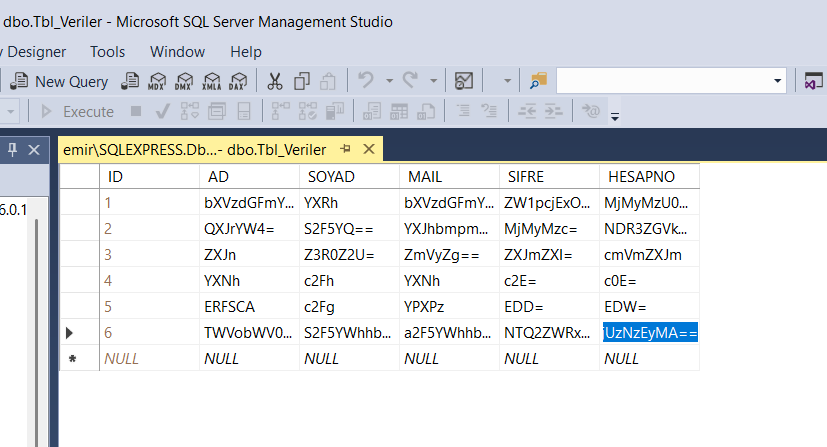 dbo.Tbl_Veriler - Microsoft SQL Server Management Studio
y Designer Tools Window Help
New Query MDX DMX XMLA DAX
Execute
emir\SQLEXPRESS.Db...- dbo.Tbl_Veriler
6.0.1
ID AD SOYAD MAIL SIFRE HESAPNO
1 bXVzdGFmY... YXRh bXVzdGFmY... ZW1pcjExO... MjMyMzU0...
2 QXJrYW4= S2F5YQ== YXJhbmpm... MjMyMzc= NDR3ZGVk...
3 ZXJn Z3R0Z2U= ZmVyZg== ZXJmZXI= cmVmZXJm
4 YXNh c2Fh YXNh c2E= c0E=
5 ERFSCA c2Fg YPXPz EDD= EDW=
6 TWVobWV0... S2F5YWhhb... a2F5YWhhb... NTQ2ZWRx... iUzNzEyMA==
NULL NULL NULL NULL NULL NULL